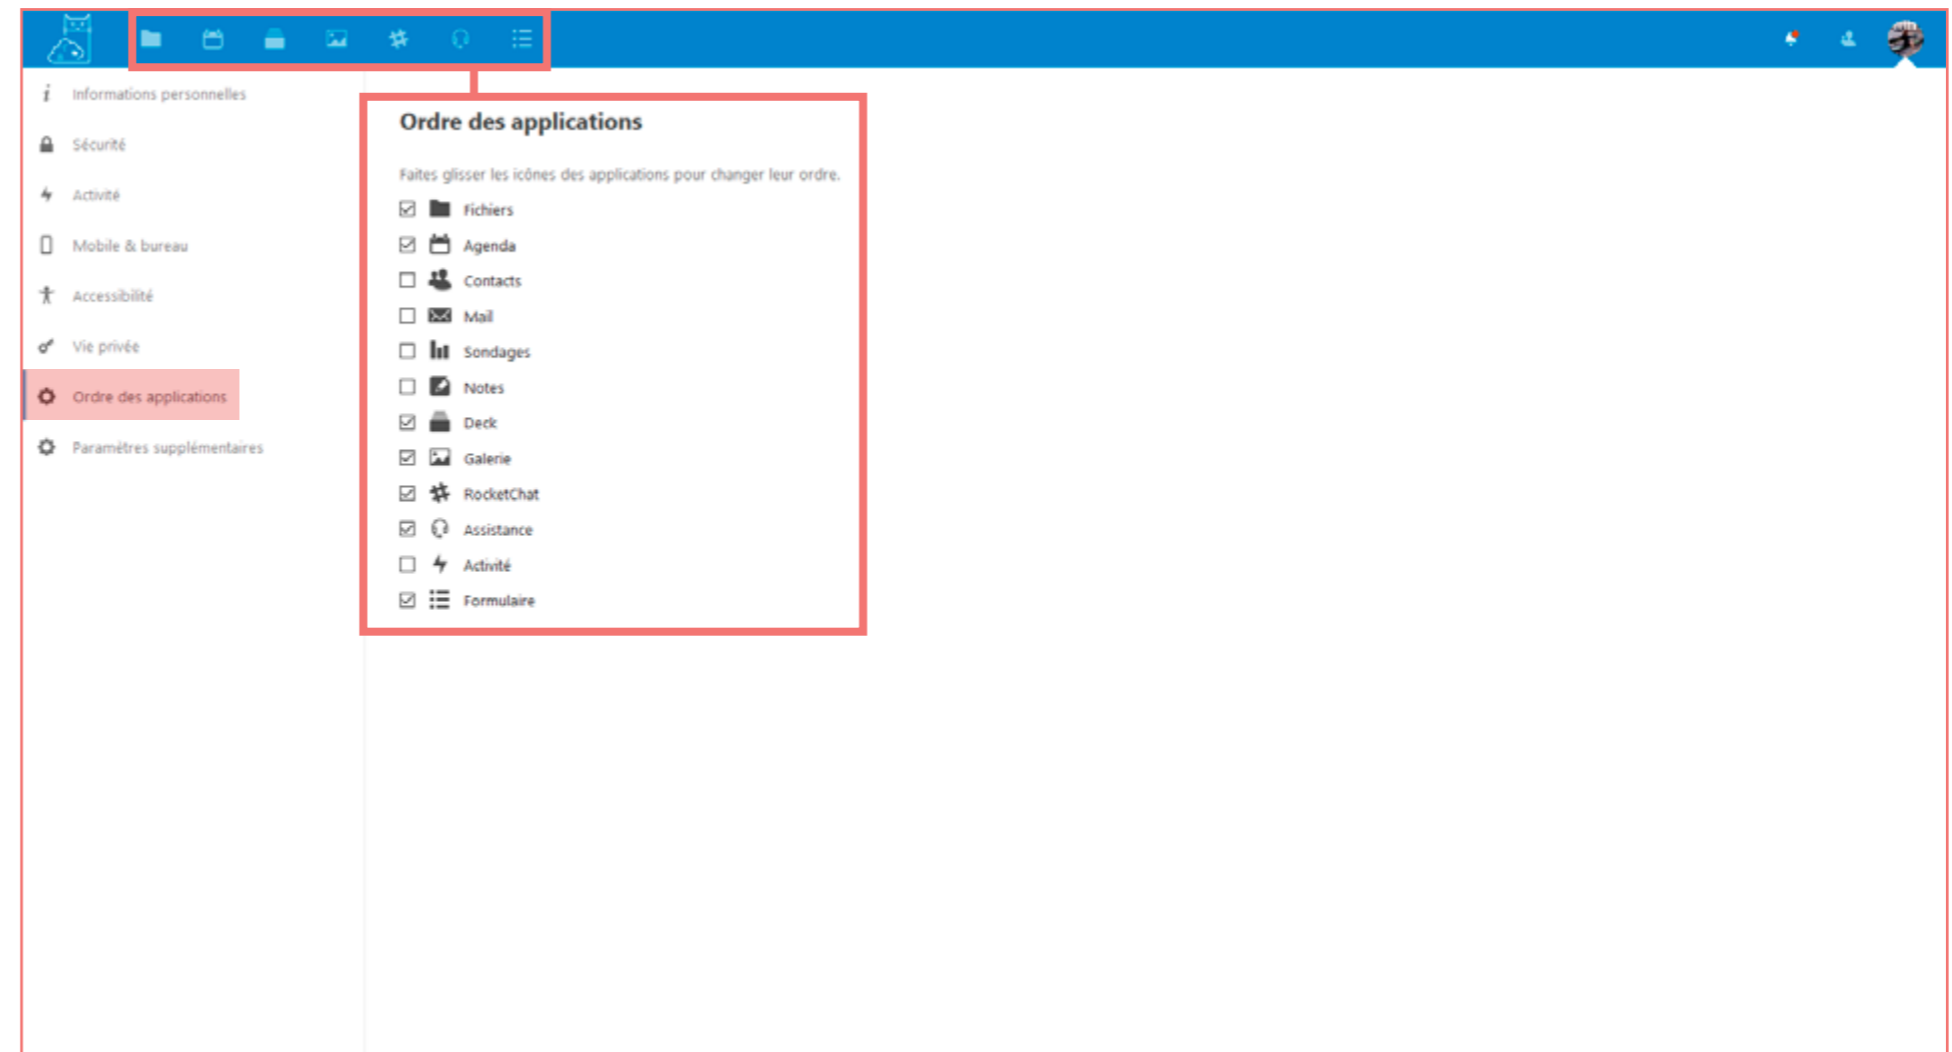 Informations personnelles
Sécurité
Activité
Mobile & bureau
Accessibilité
Vie privée
Ordre des applications
Paramètres supplémentaires
Ordre des applications
Faites glisser les icônes des applications pour changer leur ordre.
Fichiers
Agenda
Contacts
Mail
Sondages
Notes
Deck
Galerie
RocketChat
Assistance
Activité
Formulaire